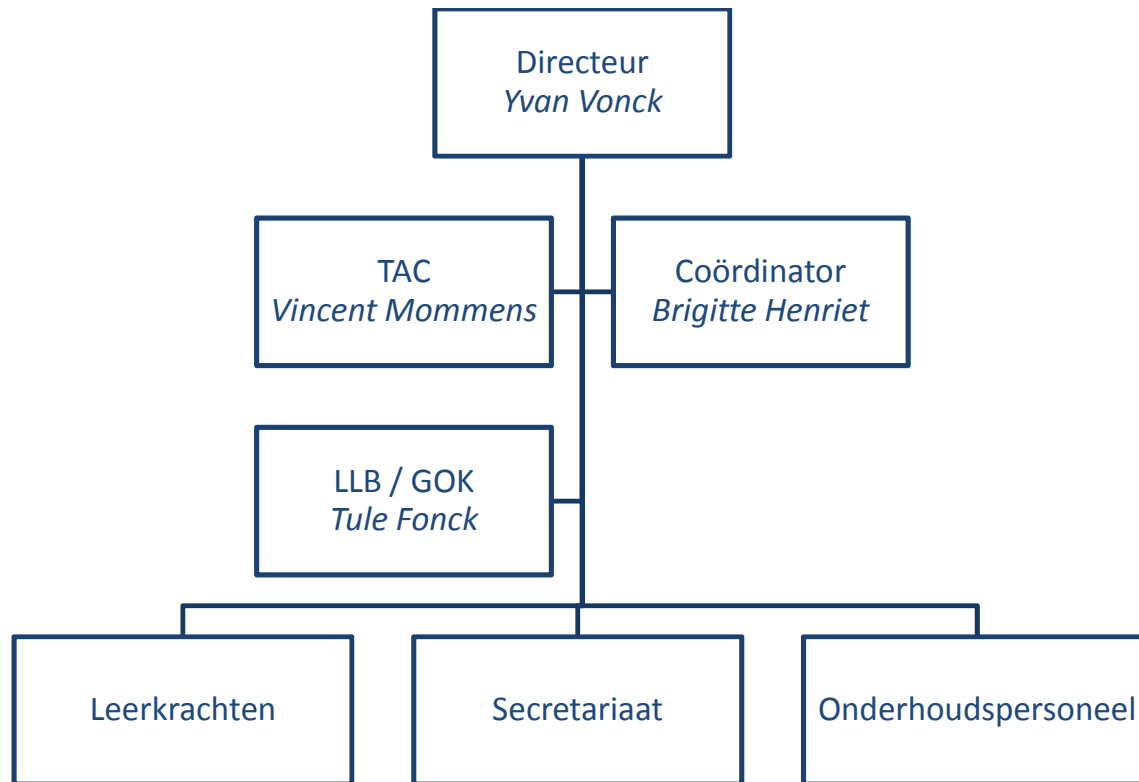 Directeur
Yvan Vonck
TAC
Vincent Mommens
Coördinator
Brigitte Henriet
LLB / GOK
Tule Fonck
Leerkrachten
Secretariaat
Onderhoudspersoneel